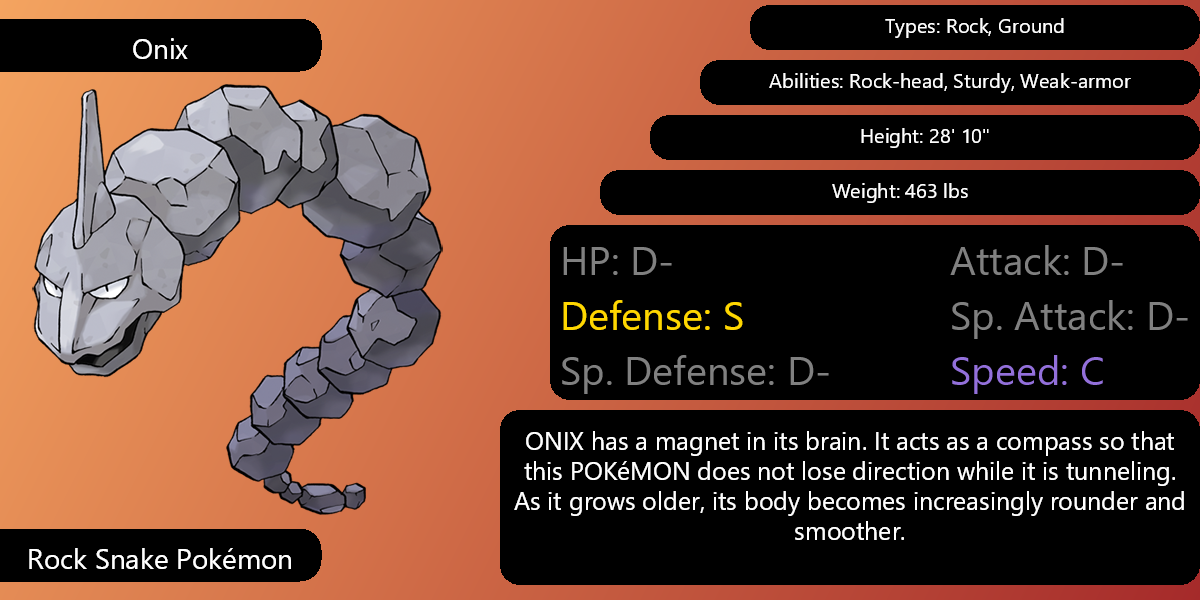 Onix
Types: Rock, Ground
Abilities: Rock-head, Sturdy, Weak-armor
Height: 28' 10"
Weight: 463 lbs
HP: D-
Attack: D-
Defense: S
Sp. Attack: D-
Sp. Defense: D-
Speed: C
ONIX has a magnet in its brain. It acts as a compass so that
this POKéMON does not lose direction while it is tunneling.
As it grows older, its body becomes increasingly rounder and
smoother.
Rock Snake Pokémon